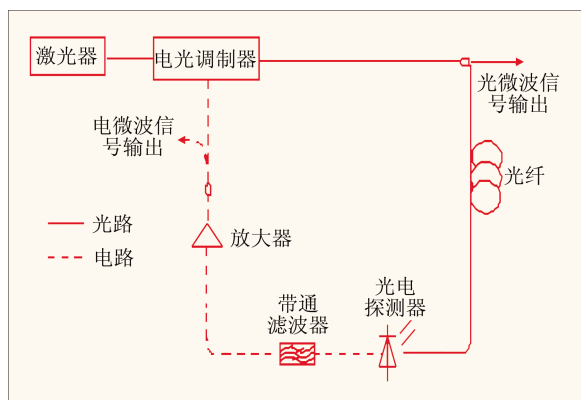 激光器
电光调制器
光微波信
号输出
电微波信
号输出
光纤
光路
电路
放大器
光电
探测器
带通
滤波器